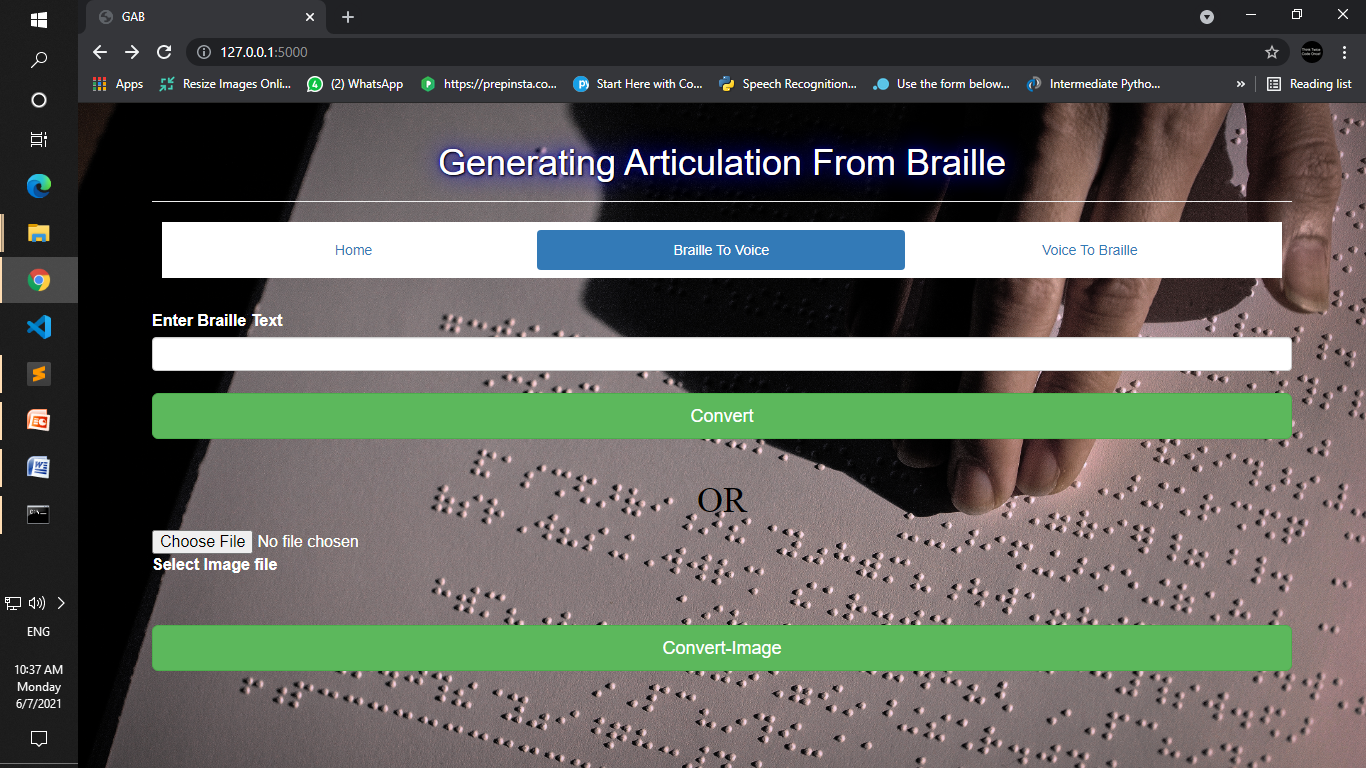 GAB
127.0.0.1:5000
Apps
Resize Images Onli...
(2) WhatsApp
https://prepinsta.co...
Start Here with Co...
Speech Recognition...
Use the form below...
Intermediate Pytho...
»
Reading list
Generating Articulation From Braille
Home
Braille To Voice
Voice To Braille
Enter Braille Text
Convert
OR
Choose File No file chosen
Select Image file
Convert-Image
ENG
10:37 AM
Monday
6/7/2021